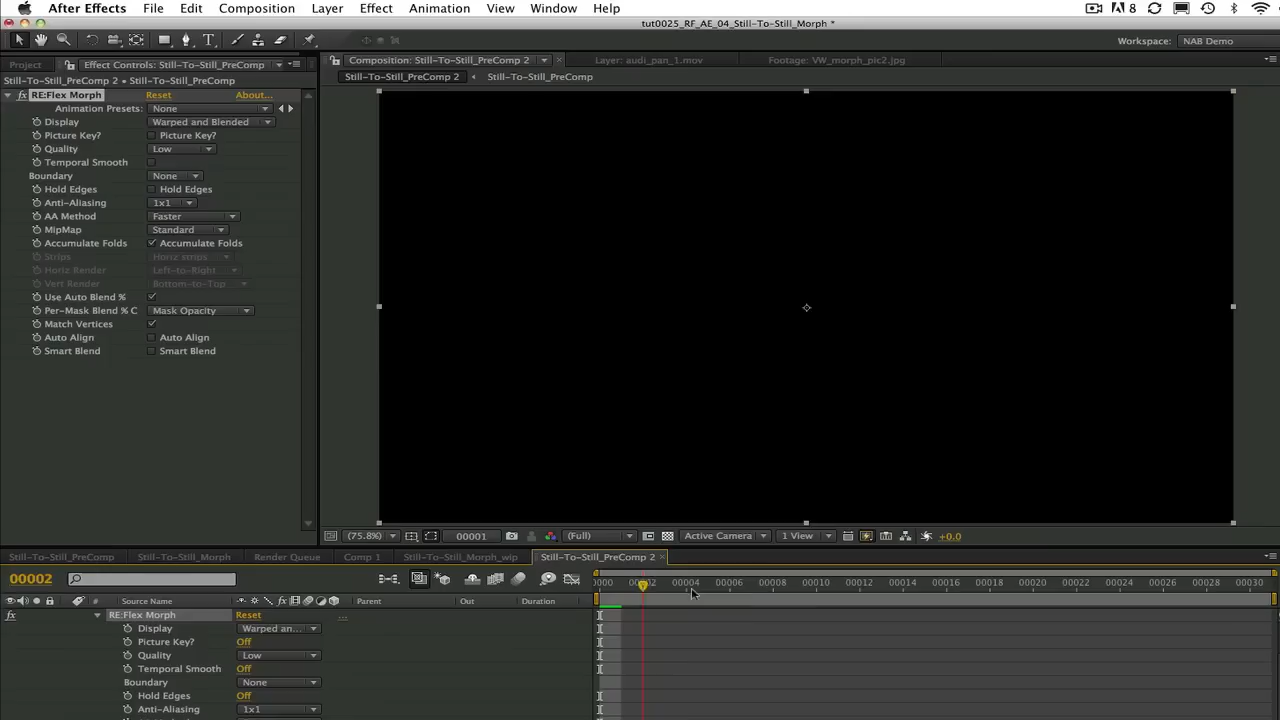 After Effects File Edit Composition Layer Effect Animation View Window Help 8
tut0025_RF_AE_04_Still-To-Still_Morph *
Workspace: NAB Demo
Project Effect Controls: Still-To-Still_PreComp Composition: Still-To-Still_PreComp 2 Layer: audi_pan_1.mov Footage: VW_morph_pic2.jpg
Still-To-Still_PreComp 2 • Still-To-Still_PreComp Still-To-Still_PreComp 2 Still-To-Still_PreComp
fx RE:Flex Morph Reset About...
Animation Presets: None
Display Warped and Blended
Picture Key? Picture Key?
Quality Low
Temporal Smooth
Boundary None
Hold Edges Hold Edges
Anti-Aliasing 1x1
AA Method Faster
MipMap Standard
Accumulate Folds Accumulate Folds
Strips Horiz strips
Horiz Render Left-to-Right
Vert Render Bottom-to-Top
Use Auto Blend %
Per-Mask Blend % C Mask Opacity
Match Vertices
Auto Align Auto Align
Smart Blend Smart Blend
(75.8%) 00001 (Full) Active Camera 1 View +0.0
Still-To-Still_PreComp Still-To-Still_Morph Render Queue Comp 1 Still-To-Still_Morph_wip Still-To-Still_PreComp 2
00002 0000 00002 00004 00006 00008 00010 00012 00014 00016 00018 00020 00022 00024 00026 00028 00030
# Source Name fx Parent Out Duration
fx RE:Flex Morph Reset ...
Display Warped an...
Picture Key? Off
Quality Low
Temporal Smooth Off
Boundary None
Hold Edges Off
Anti-Aliasing 1x1